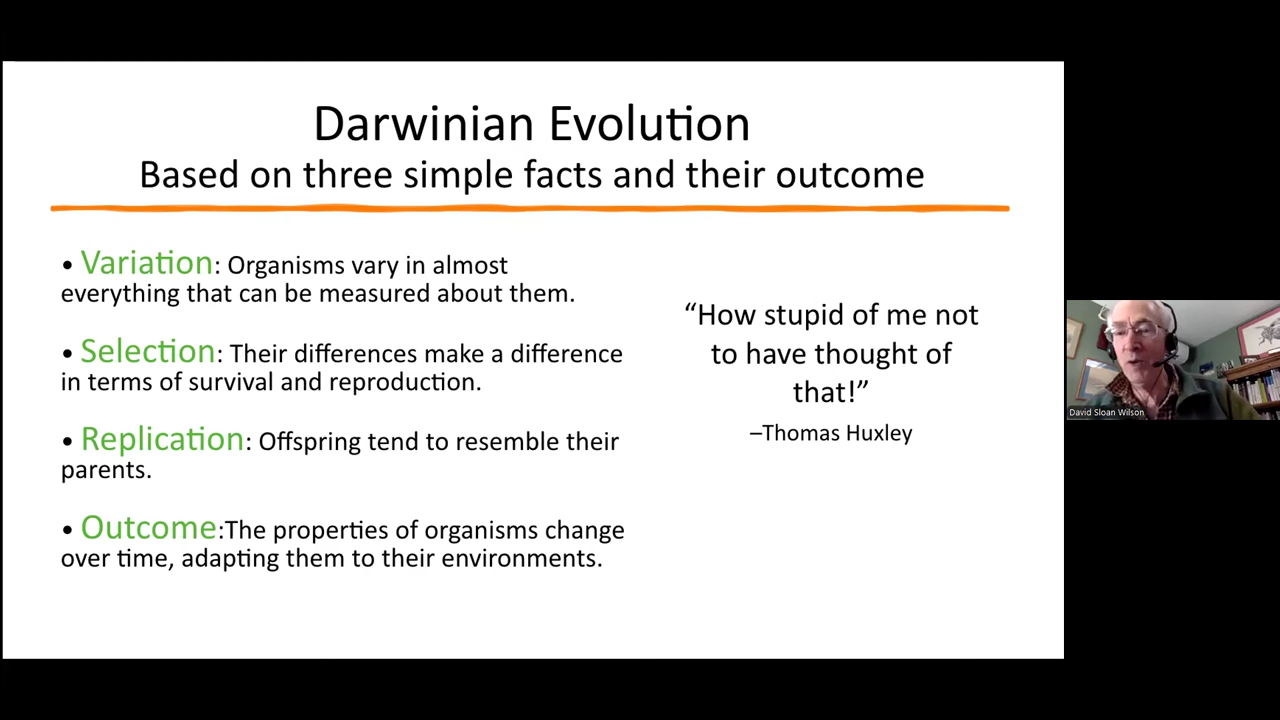 Darwinian Evolution
Based on three simple facts and their outcome
• Variation: Organisms vary in almost
everything that can be measured about them.
• Selection: Their differences make a difference
in terms of survival and reproduction.
• Replication: Offspring tend to resemble their
parents.
• Outcome:The properties of organisms change
over time, adapting them to their environments.
“How stupid of me not
to have thought of
that!”
–Thomas Huxley
David Sloan Wilson